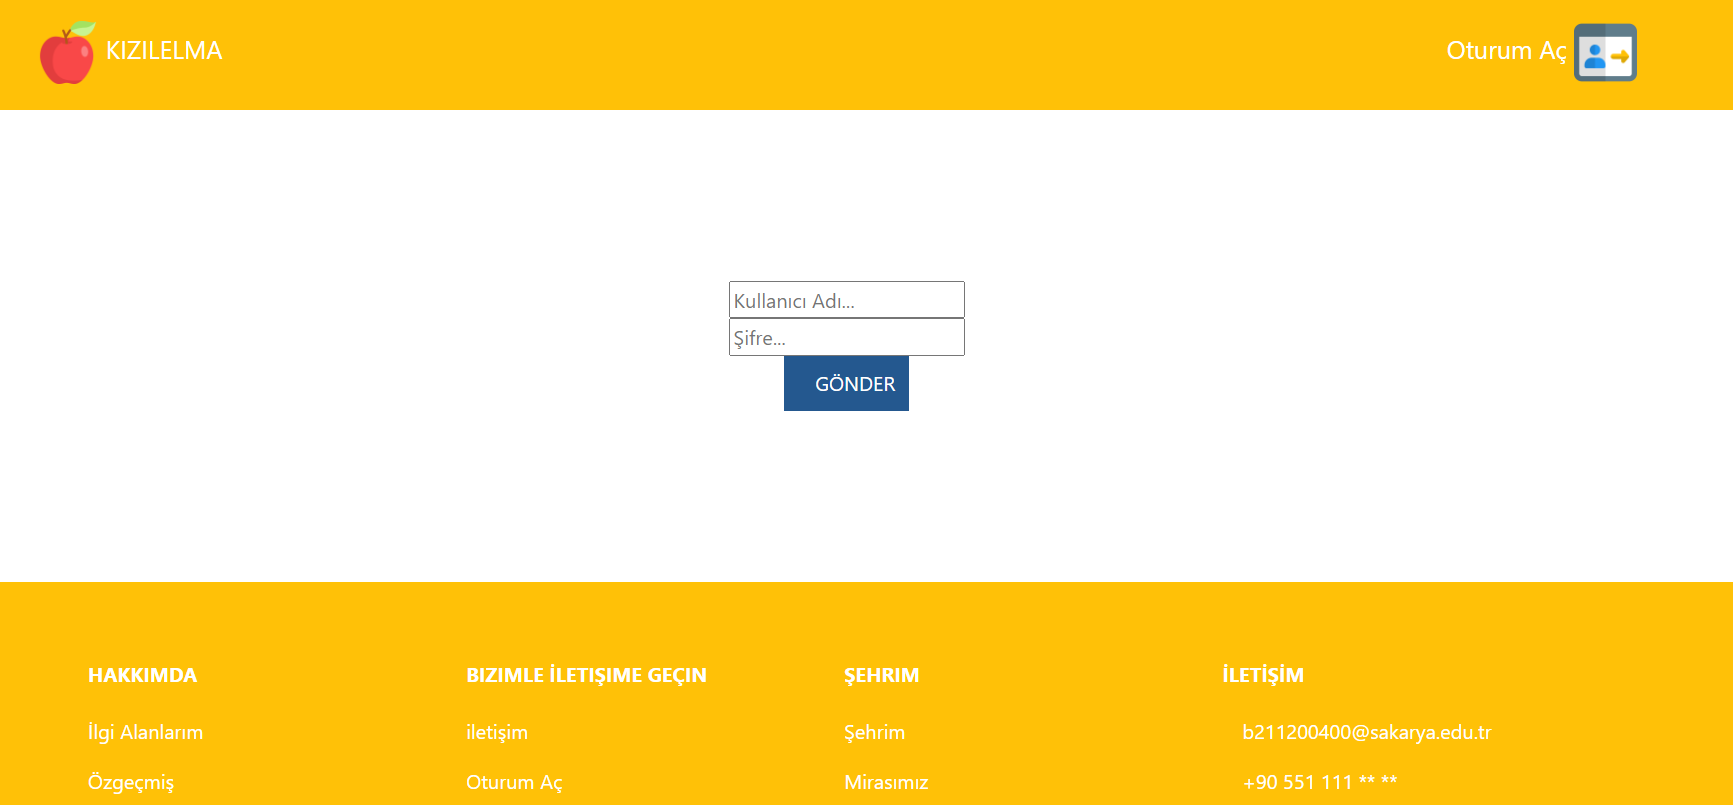 KIZILELMA
Oturum Aç
Kullanıcı Adı...
Şifre...
GÖNDER
HAKKIMDA
İlgi Alanlarım
Özgeçmiş
BIZIMLE İLETIŞIME GEÇIN
iletişim
Oturum Aç
ŞEHRIM
Şehrim
Mirasımız
İLETİŞİM
b211200400@sakarya.edu.tr
+90 551 111 ** **